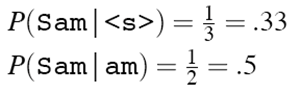 P(Sam|<s>) = 1/3 = .33
P(Sam|am) = 1/2 = .5